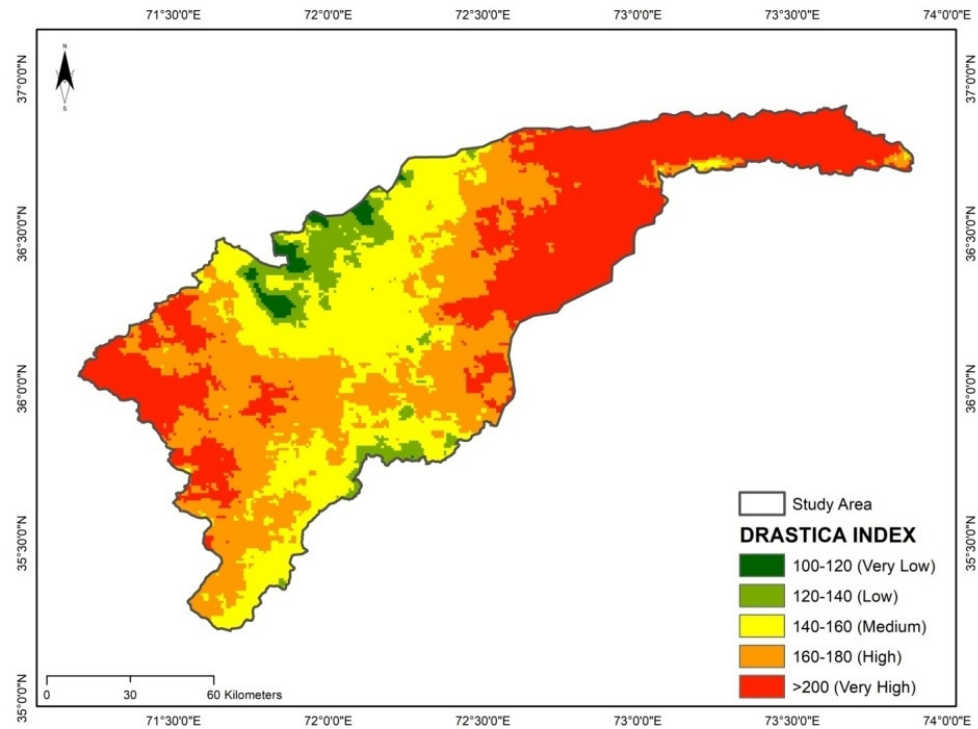 71°30'0"E 72°0'0"E 72°30'0"E 73°0'0"E 73°30'0"E 74°0'0"E
37°0'0"N 37°0'0"N
N
S
36°30'0"N 36°30'0"N
36°0'0"N 36°0'0"N
Study Area
DRASTICA INDEX
35°30'0"N 35°30'0"N
100-120 (Very Low)
120-140 (Low)
140-160 (Medium)
160-180 (High)
>200 (Very High)
0 30 60 Kilometers
35°0'0"N 35°0'0"N
71°30'0"E 72°0'0"E 72°30'0"E 73°0'0"E 73°30'0"E 74°0'0"E